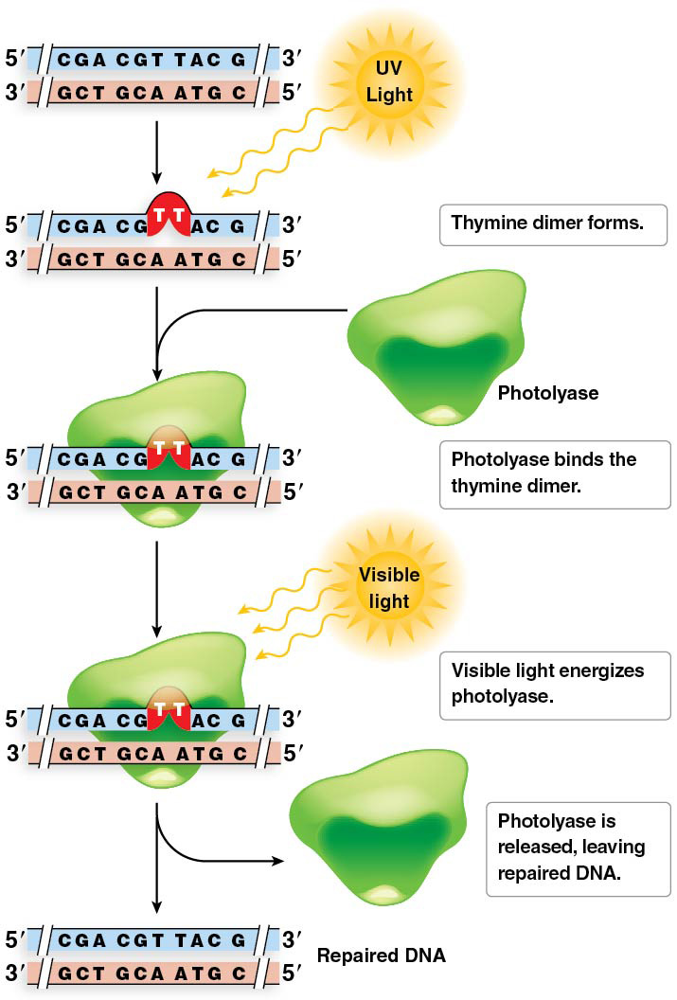 5′ CGA CGT TAC G 3′
3′ GCT GCA ATG C 5′
UV
Light
5′ CGA CG T T ACG 3′
3′ GCT GCA ATG C 5′
Thymine dimer forms.
Photolyase
5′ CGA CG T T ACG 3′
3′ GCT GCA ATG C 5′
Photolyase binds the
thymine dimer.
Visible
light
5′ CGA CG T T ACG 3′
3′ GCT GCA ATG C 5′
Visible light energizes
photolyase.
Photolyase is
released, leaving
repaired DNA.
5′ CGA CGT TAC G 3′
3′ GCT GCA ATG C 5′
Repaired DNA